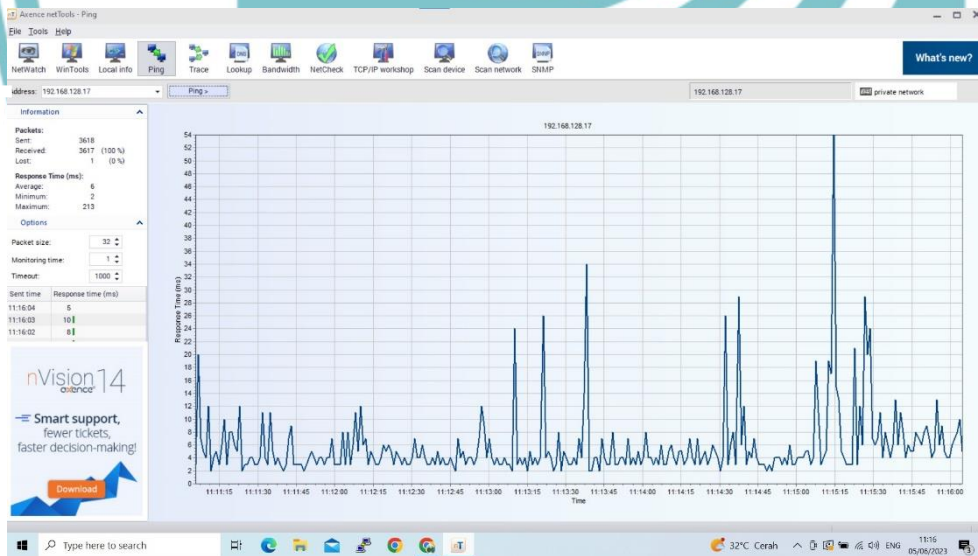 Axence netTools - Ping
File Tools Help
NetWatch WinTools Local info Ping Trace Lookup Bandwidth NetCheck TCP/IP workshop Scan device Scan network SNMP
What's new?
Address: 192.168.128.17 Ping > 192.168.128.17 private network
Information
Packets:
Sent: 3618
Received: 3617 (100 %)
Lost: 1 (0 %)
Response Time (ms):
Average: 6
Minimum: 2
Maximum: 213
Options
Packet size: 32
Monitoring time: 1
Timeout: 1000
Sent time Response time (ms)
11:16:04 5
11:16:03 10
11:16:02 8
nVision 14
axence
Smart support,
fewer tickets,
faster decision-making!
Download
192.168.128.17
54
52
50
48
46
44
42
40
38
36
34
32
30
28
26
24
22
20
18
16
14
12
10
8
6
4
2
0
Response Time (ms)
11:11:15 11:11:30 11:11:45 11:12:00 11:12:15 11:12:30 11:12:45 11:13:00 11:13:15 11:13:30 11:13:45 11:14:00 11:14:15 11:14:30 11:14:45 11:15:00 11:15:15 11:15:30 11:15:45 11:16:00
Time
Type here to search
32°C Cerah ENG 11:16
05/06/2023